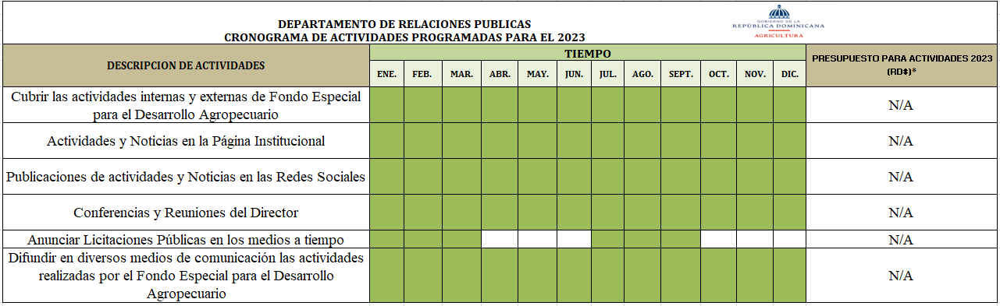 DEPARTAMENTO DE RELACIONES PUBLICAS
CRONOGRAMA DE ACTIVIDADES PROGRAMADAS PARA EL 2023
GOBIERNO DE LA
REPÚBLICA DOMINICANA
AGRICULTURA
DESCRIPCION DE ACTIVIDADES
TIEMPO
PRESUPUESTO PARA ACTIVIDADES 2023
(RD$)*
ENE. FEB. MAR. ABR. MAY. JUN. JUL. AGO. SEPT. OCT. NOV. DIC.
Cubrir las actividades internas y externas de Fondo Especial
para el Desarrollo Agropecuario
N/A
Actividades y Noticias en la Página Institucional
N/A
Publicaciones de actividades y Noticias en las Redes Sociales
N/A
Conferencias y Reuniones del Director
N/A
Anunciar Licitaciones Públicas en los medios a tiempo
N/A
Difundir en diversos medios de comunicación las actividades
realizadas por el Fondo Especial para el Desarrollo
Agropecuario
N/A